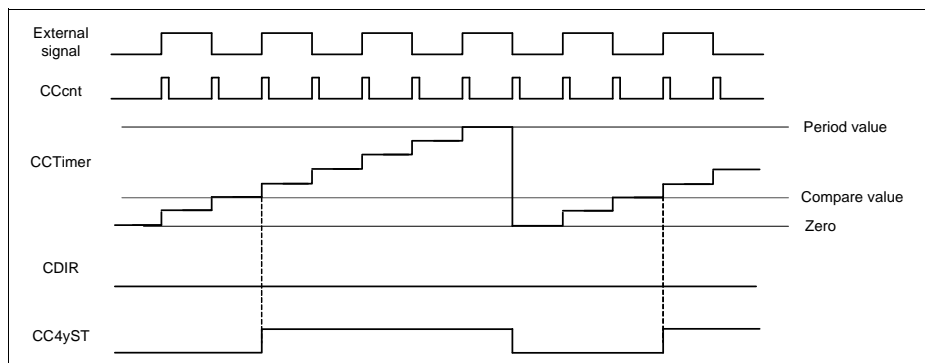 External
signal
CCcnt
Period value
CCTimer
Compare value
Zero
CDIR
CC4yST